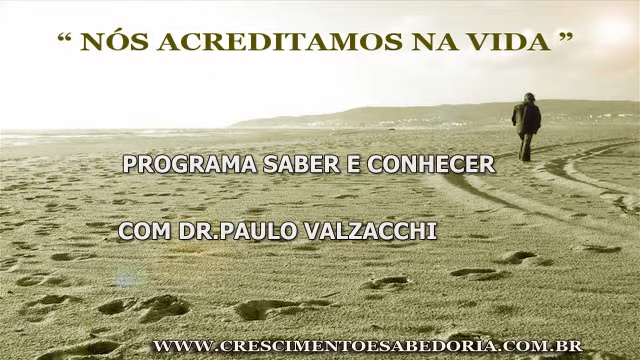 “ NÓS ACREDITAMOS NA VIDA ”
PROGRAMA SABER E CONHECER
COM DR.PAULO VALZACCHI
WWW.CRESCIMENTOESABEDORIA.COM.BR